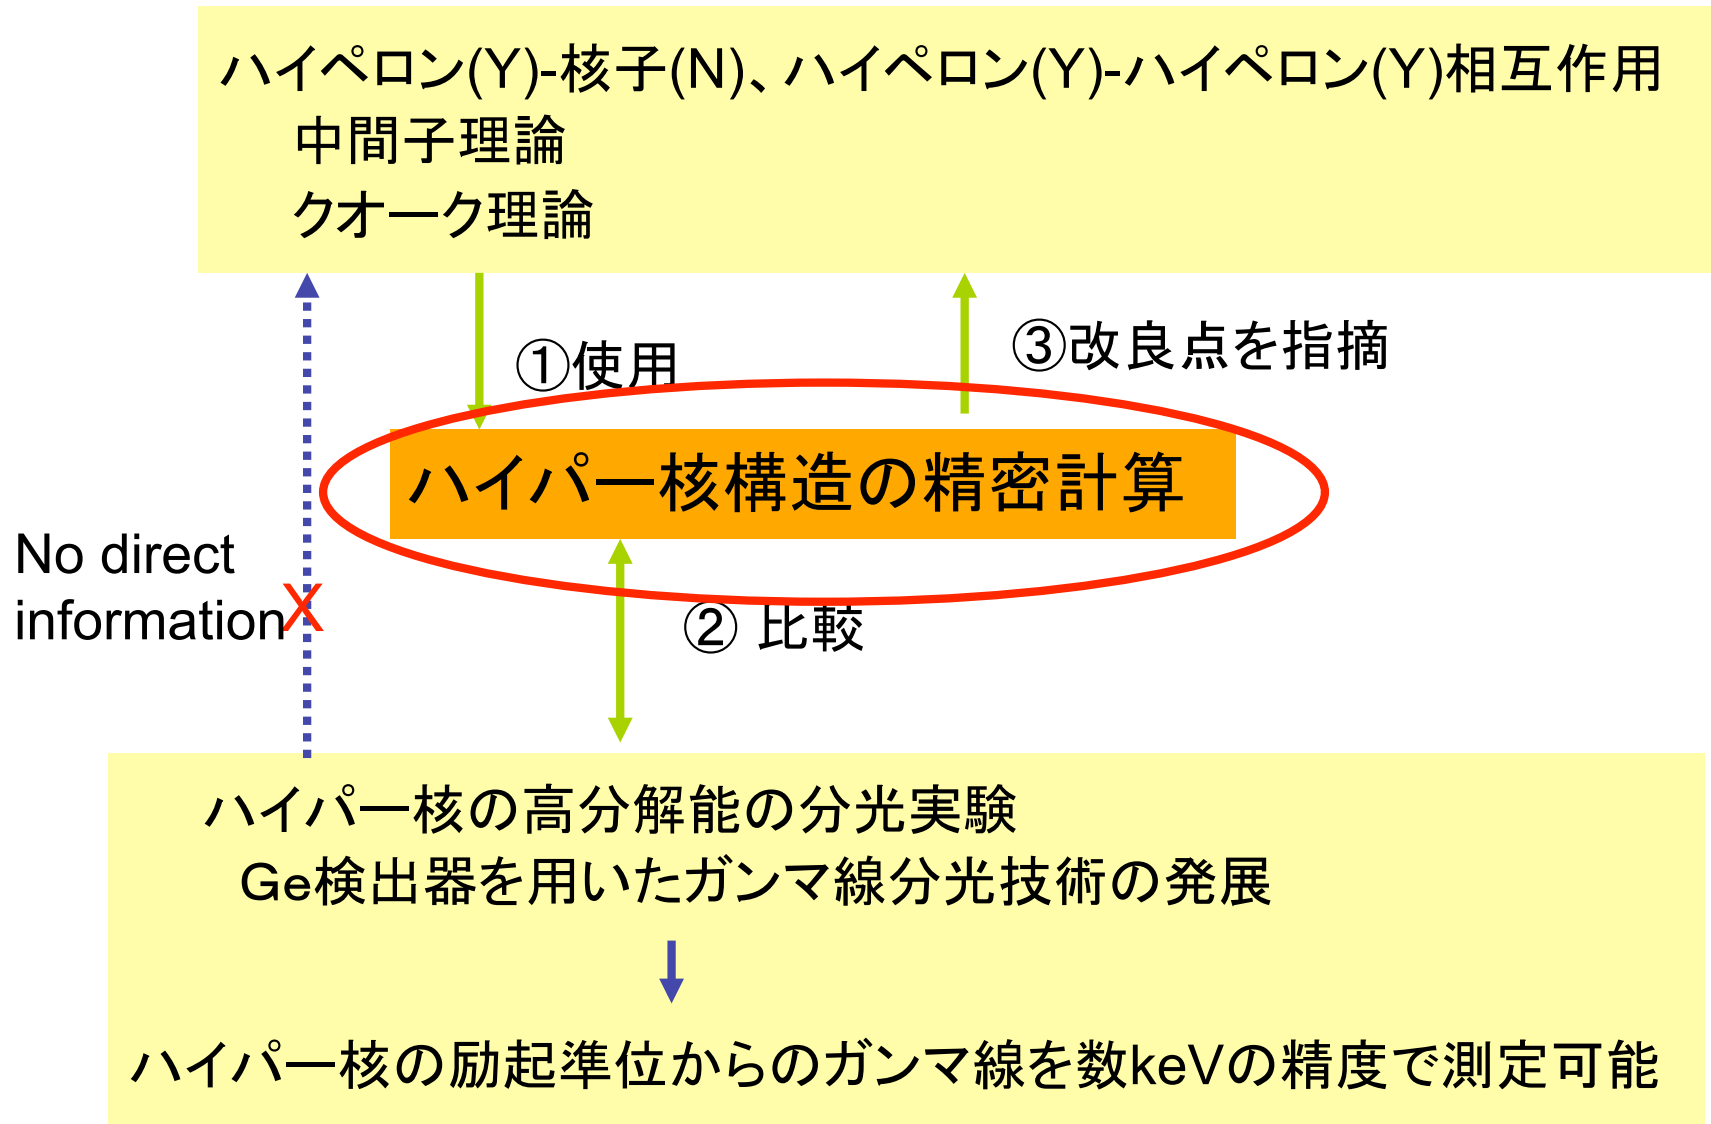 ハイペロン(Y)-核子(N)、ハイペロン(Y)-ハイペロン(Y)相互作用
中間子理論
クオーク理論
①使用
③改良点を指摘
ハイパー核構造の精密計算
No direct
information
X
② 比較
ハイパー核の高分解能の分光実験
Ge検出器を用いたガンマ線分光技術の発展
ハイパー核の励起準位からのガンマ線を数keVの精度で測定可能